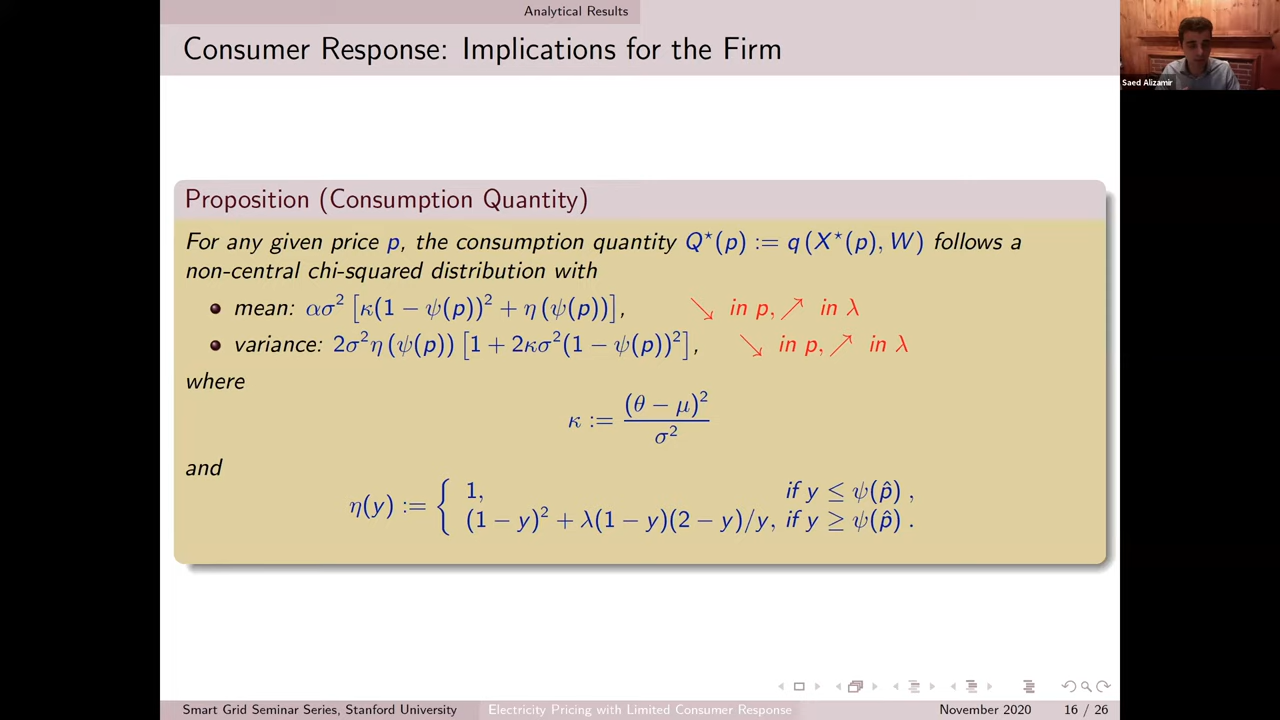 Analytical Results
Consumer Response: Implications for the Firm
Saed Alizamir
Proposition (Consumption Quantity)
For any given price p, the consumption quantity Q⋆(p) := q (X⋆(p), W) follows a
non-central chi-squared distribution with
mean: ασ² [κ(1 − ψ(p))² + η (ψ(p))], ↘ in p, ↗ in λ
variance: 2σ²η (ψ(p)) [1 + 2κσ²(1 − ψ(p))²], ↘ in p, ↗ in λ
where
κ := (θ − μ)² / σ²
and
η(y) := { 1, if y ≤ ψ(p̂) ,
(1 − y)² + λ(1 − y)(2 − y)/y, if y ≥ ψ(p̂) .
Smart Grid Seminar Series, Stanford University Electricity Pricing with Limited Consumer Response November 2020 16 / 26